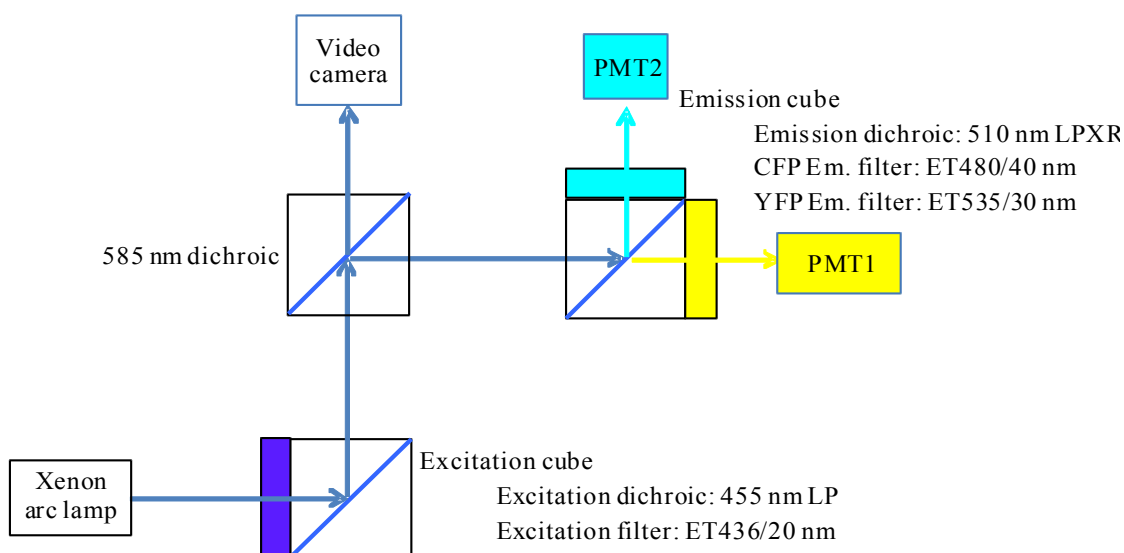 Video
camera
PMT2
Emission cube
Emission dichroic: 510 nm LPXR
CFP Em. filter: ET480/40 nm
YFP Em. filter: ET535/30 nm
585 nm dichroic
PMT1
Excitation cube
Xenon
arc lamp
Excitation dichroic: 455 nm LP
Excitation filter: ET436/20 nm